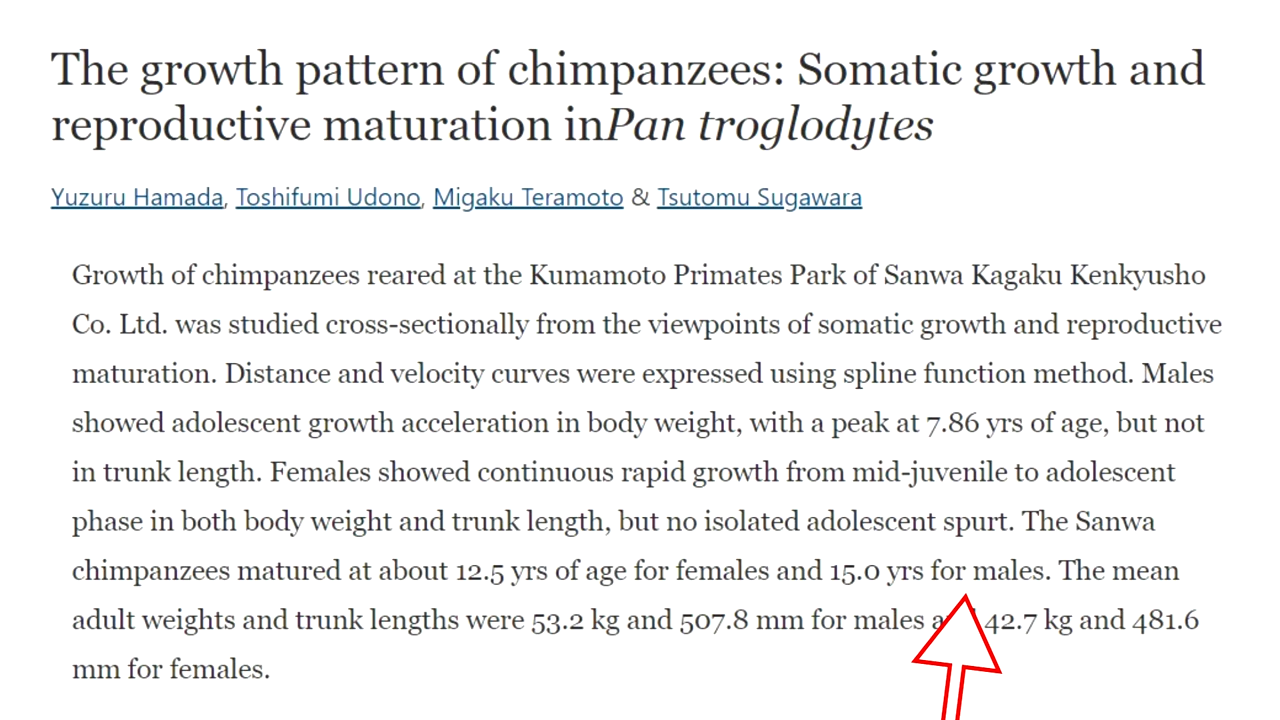 The growth pattern of chimpanzees: Somatic growth and
reproductive maturation inPan troglodytes
Yuzuru Hamada, Toshifumi Udono, Migaku Teramoto & Tsutomu Sugawara
Growth of chimpanzees reared at the Kumamoto Primates Park of Sanwa Kagaku Kenkyusho
Co. Ltd. was studied cross-sectionally from the viewpoints of somatic growth and reproductive
maturation. Distance and velocity curves were expressed using spline function method. Males
showed adolescent growth acceleration in body weight, with a peak at 7.86 yrs of age, but not
in trunk length. Females showed continuous rapid growth from mid-juvenile to adolescent
phase in both body weight and trunk length, but no isolated adolescent spurt. The Sanwa
chimpanzees matured at about 12.5 yrs of age for females and 15.0 yrs for males. The mean
adult weights and trunk lengths were 53.2 kg and 507.8 mm for males 42.7 kg and 481.6
mm for females.